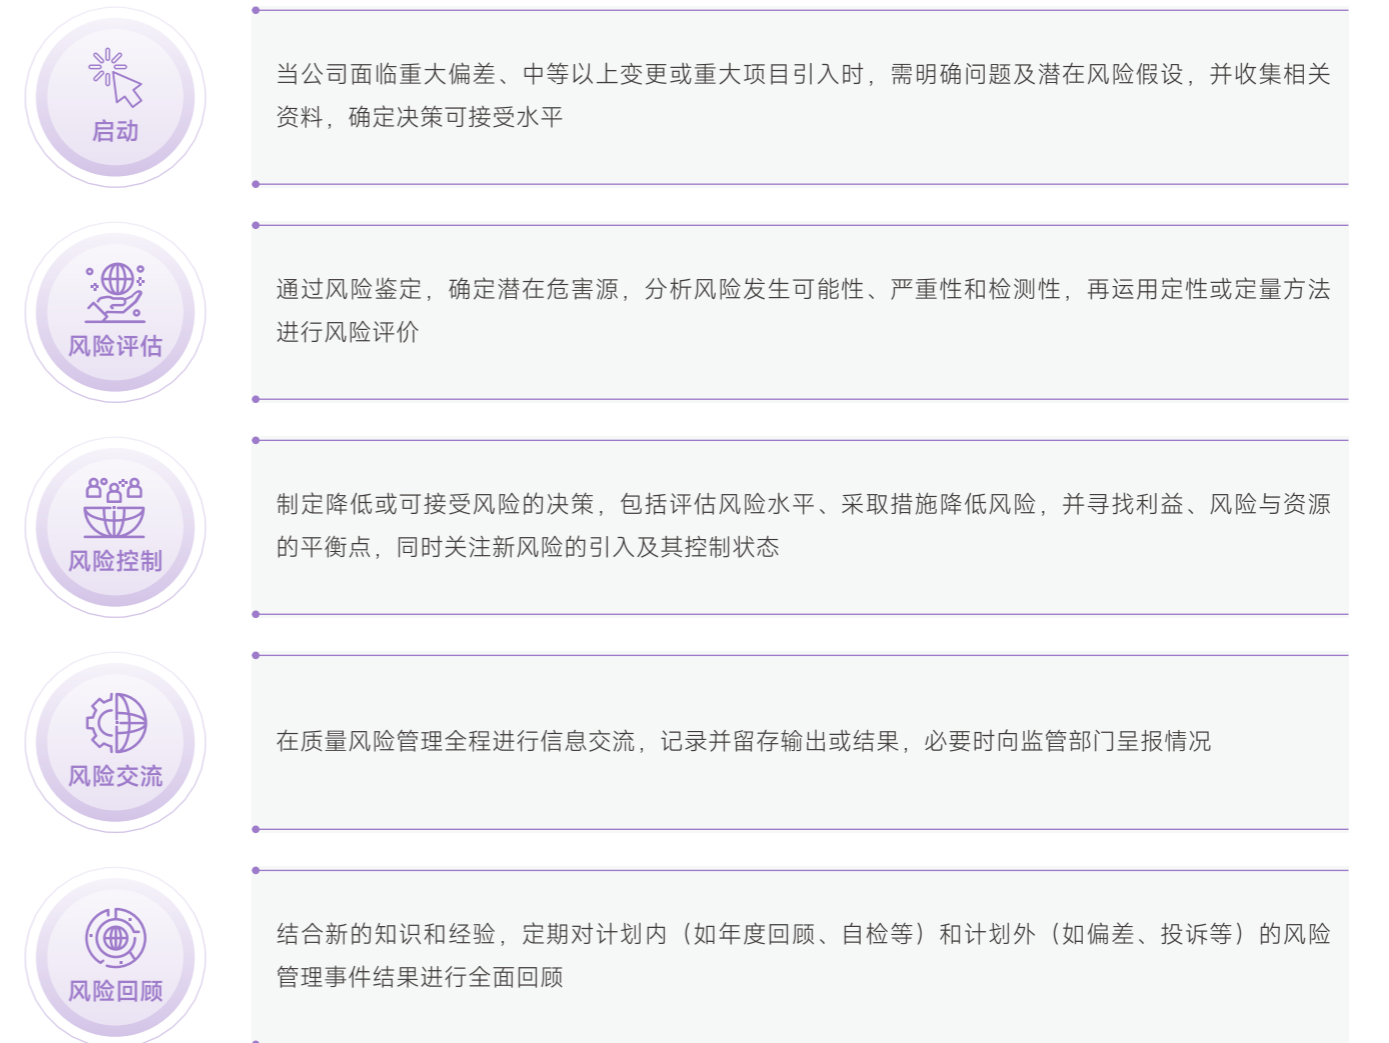 启动
当公司面临重大偏差、中等以上变更或重大项目引入时，需明确问题及潜在风险假设，并收集相关
资料，确定决策可接受水平
风险评估
通过风险鉴定，确定潜在危害源，分析风险发生可能性、严重性和检测性，再运用定性或定量方法
进行风险评价
风险控制
制定降低或可接受风险的决策，包括评估风险水平、采取措施降低风险，并寻找利益、风险与资源
的平衡点，同时关注新风险的引入及其控制状态
风险交流
在质量风险管理全程进行信息交流，记录并留存输出或结果，必要时向监管部门呈报情况
风险回顾
结合新的知识和经验，定期对计划内（如年度回顾、自检等）和计划外（如偏差、投诉等）的风险
管理事件结果进行全面回顾